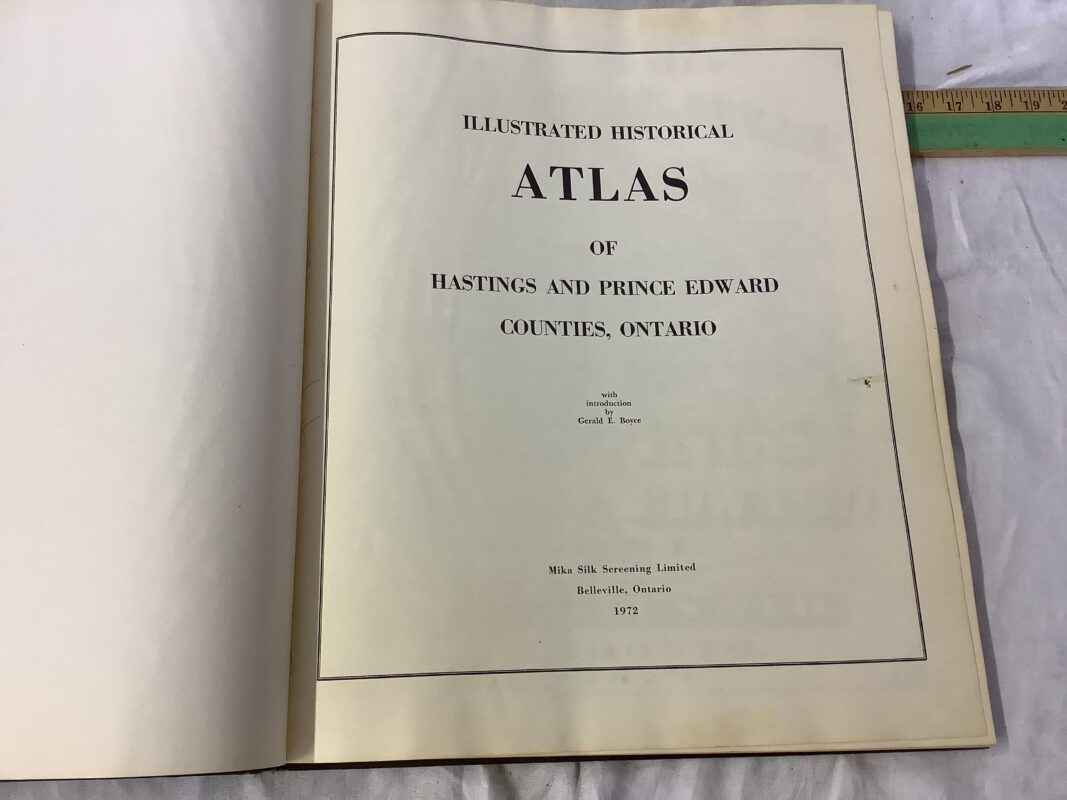 ILLUSTRATED HISTORICAL
ATLAS
OF
HASTINGS AND PRINCE EDWARD
COUNTIES, ONTARIO
with
introduction
by
Gerald E. Boyce
Mika Silk Screening Limited
Belleville, Ontario
1972
16 17 18 19 2